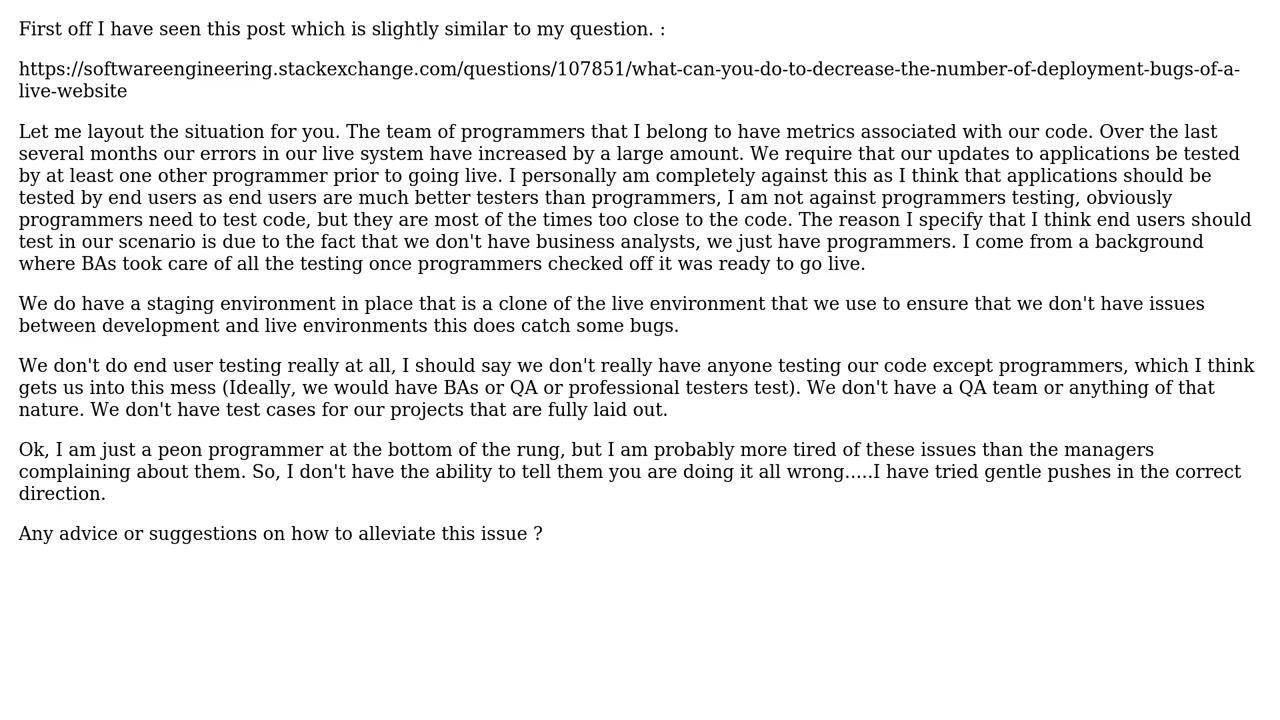 First off I have seen this post which is slightly similar to my question. :
https://softwareengineering.stackexchange.com/questions/107851/what-can-you-do-to-decrease-the-number-of-deployment-bugs-of-a-
live-website
Let me layout the situation for you. The team of programmers that I belong to have metrics associated with our code. Over the last
several months our errors in our live system have increased by a large amount. We require that our updates to applications be tested
by at least one other programmer prior to going live. I personally am completely against this as I think that applications should be
tested by end users as end users are much better testers than programmers, I am not against programmers testing, obviously
programmers need to test code, but they are most of the times too close to the code. The reason I specify that I think end users should
test in our scenario is due to the fact that we don't have business analysts, we just have programmers. I come from a background
where BAs took care of all the testing once programmers checked off it was ready to go live.
We do have a staging environment in place that is a clone of the live environment that we use to ensure that we don't have issues
between development and live environments this does catch some bugs.
We don't do end user testing really at all, I should say we don't really have anyone testing our code except programmers, which I think
gets us into this mess (Ideally, we would have BAs or QA or professional testers test). We don't have a QA team or anything of that
nature. We don't have test cases for our projects that are fully laid out.
Ok, I am just a peon programmer at the bottom of the rung, but I am probably more tired of these issues than the managers
complaining about them. So, I don't have the ability to tell them you are doing it all wrong.....I have tried gentle pushes in the correct
direction.
Any advice or suggestions on how to alleviate this issue ?